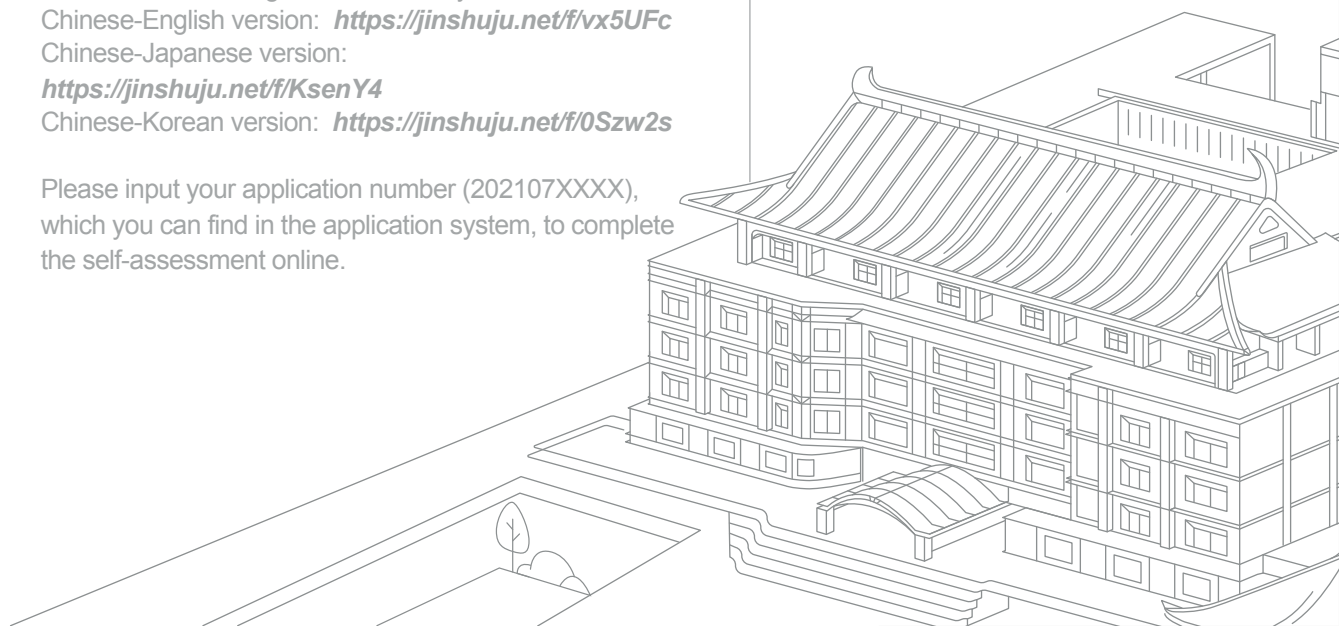 Chinese-English version: https://jinshuju.net/f/vx5UFc
Chinese-Japanese version:
https://jinshuju.net/f/KsenY4
Chinese-Korean version: https://jinshuju.net/f/0Szw2s
Please input your application number (202107XXXX),
which you can find in the application system, to complete
the self-assessment online.